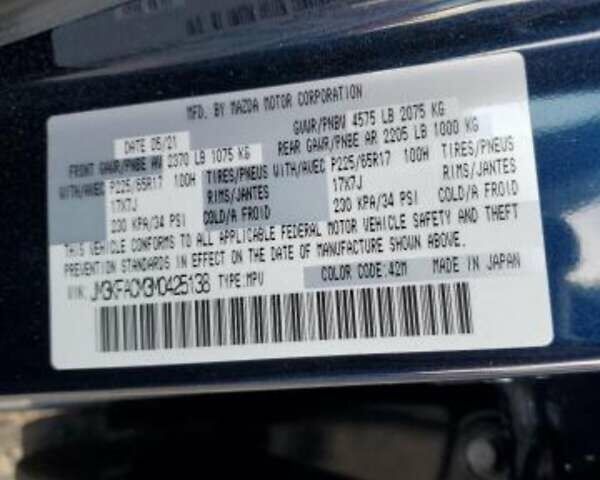 MFD. BY MAZDA MOTOR CORPORATION
DATE 05/21 GVWR/PNBV 4575 LB 2075 KG
FRONT GAWR/PNBE AV 2370 LB 1075 KG REAR GAWR/PNBE AR 2205 LB 1000 KG
WITH/AVEC P225/65R17 100H TIRES/PNEUS WITH/AVEC P225/65R17 100H TIRES/PNEUS
17X7J RIMS/JANTES 17X7J RIMS/JANTES
230 KPA/34 PSI COLD/A FROID 230 KPA/34 PSI COLD/A FROID
THIS VEHICLE CONFORMS TO ALL APPLICABLE FEDERAL MOTOR VEHICLE SAFETY AND THEFT
PREVENTION STANDARDS IN EFFECT ON THE DATE OF MANUFACTURE SHOWN ABOVE.
VIN: JM3KFACM3M0425138 TYPE:MPV COLOR CODE:42M MADE IN JAPAN